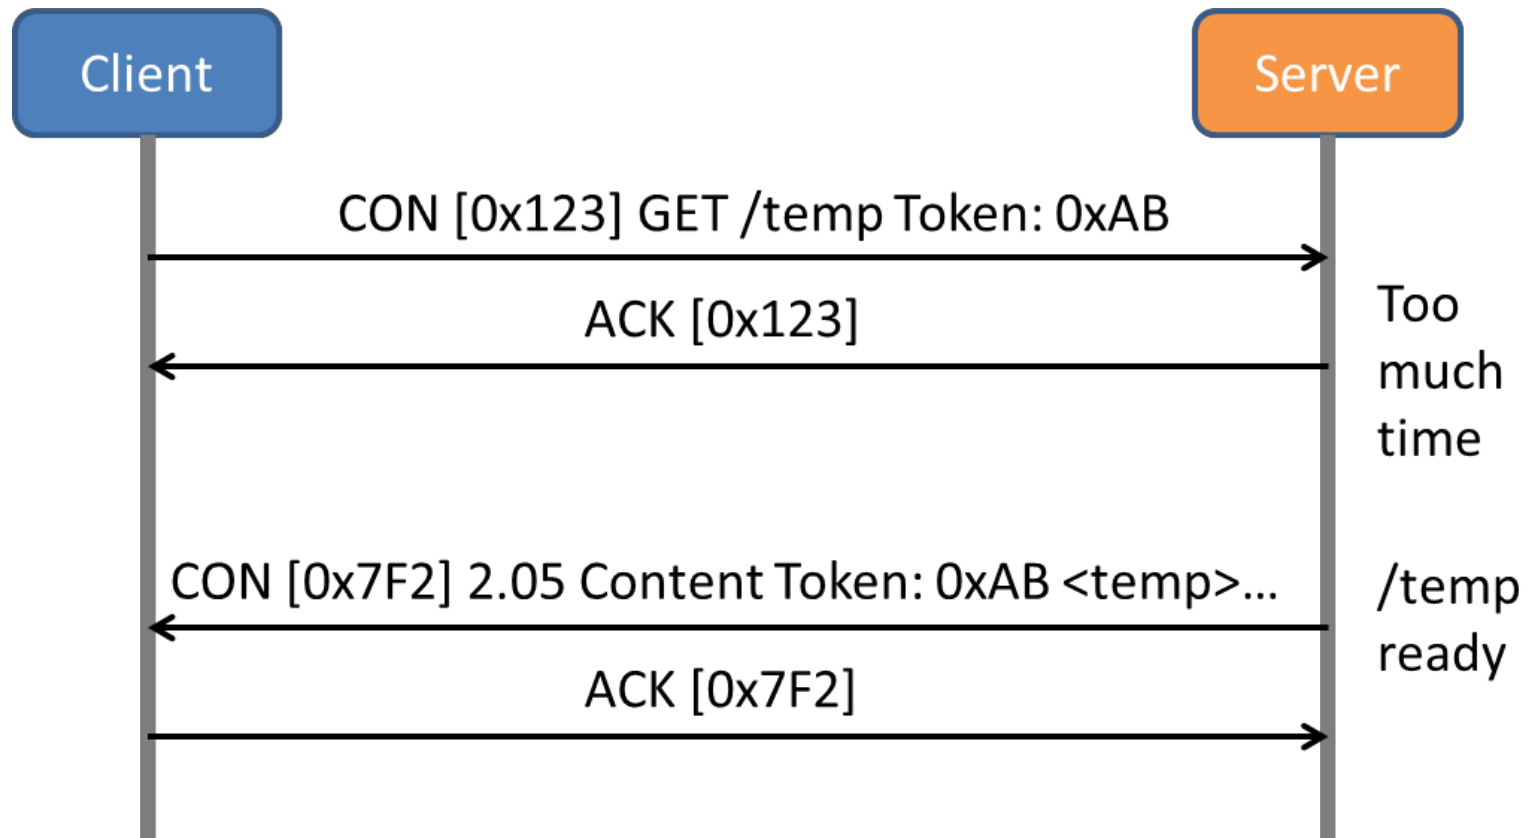 Client
Server
CON [0x123] GET /temp Token: 0xAB
ACK [0x123]
Too
much
time
CON [0x7F2] 2.05 Content Token: 0xAB <temp>...
/temp
ready
ACK [0x7F2]